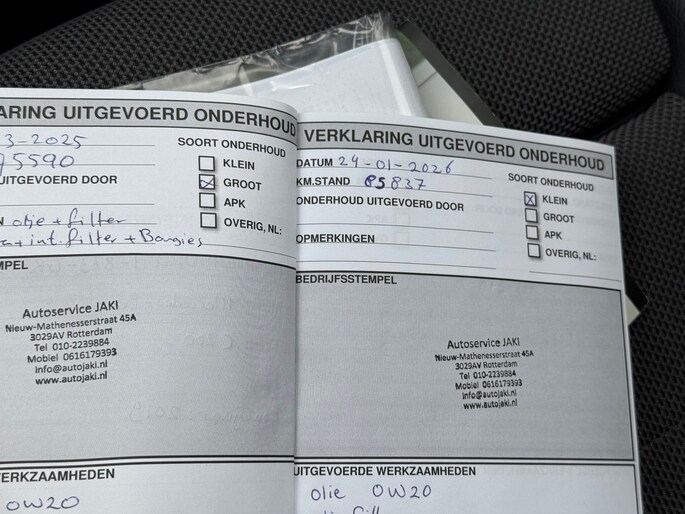 ARING UITGEVOERD ONDERHOUD
3-2025
75590
UITGEVOERD DOOR
SOORT ONDERHOUD
KLEIN
GROOT
APK
OVERIG, NL:
olie + filter
int. filter + Bougies
MPEL
Autoservice JAKI
Nieuw-Mathenesserstraat 45A
3029AV Rotterdam
Tel 010-2239884
Mobiel 0616179393
Info@autojaki.nl
www.autojaki.nl
ERKZAAMHEDEN
0W20
VERKLARING UITGEVOERD ONDERHOUD
DATUM 24-01-2026
KM.STAND 85837
ONDERHOUD UITGEVOERD DOOR
OPMERKINGEN
SOORT ONDERHOUD
KLEIN
GROOT
APK
OVERIG, NL:
BEDRIJFSSTEMPEL
Autoservice JAKI
Nieuw-Mathenesserstraat 45A
3029AV Rotterdam
Tel 010-2239884
Mobiel 0616179393
Info@autojaki.nl
www.autojaki.nl
UITGEVOERDE WERKZAAMHEDEN
olie 0W20